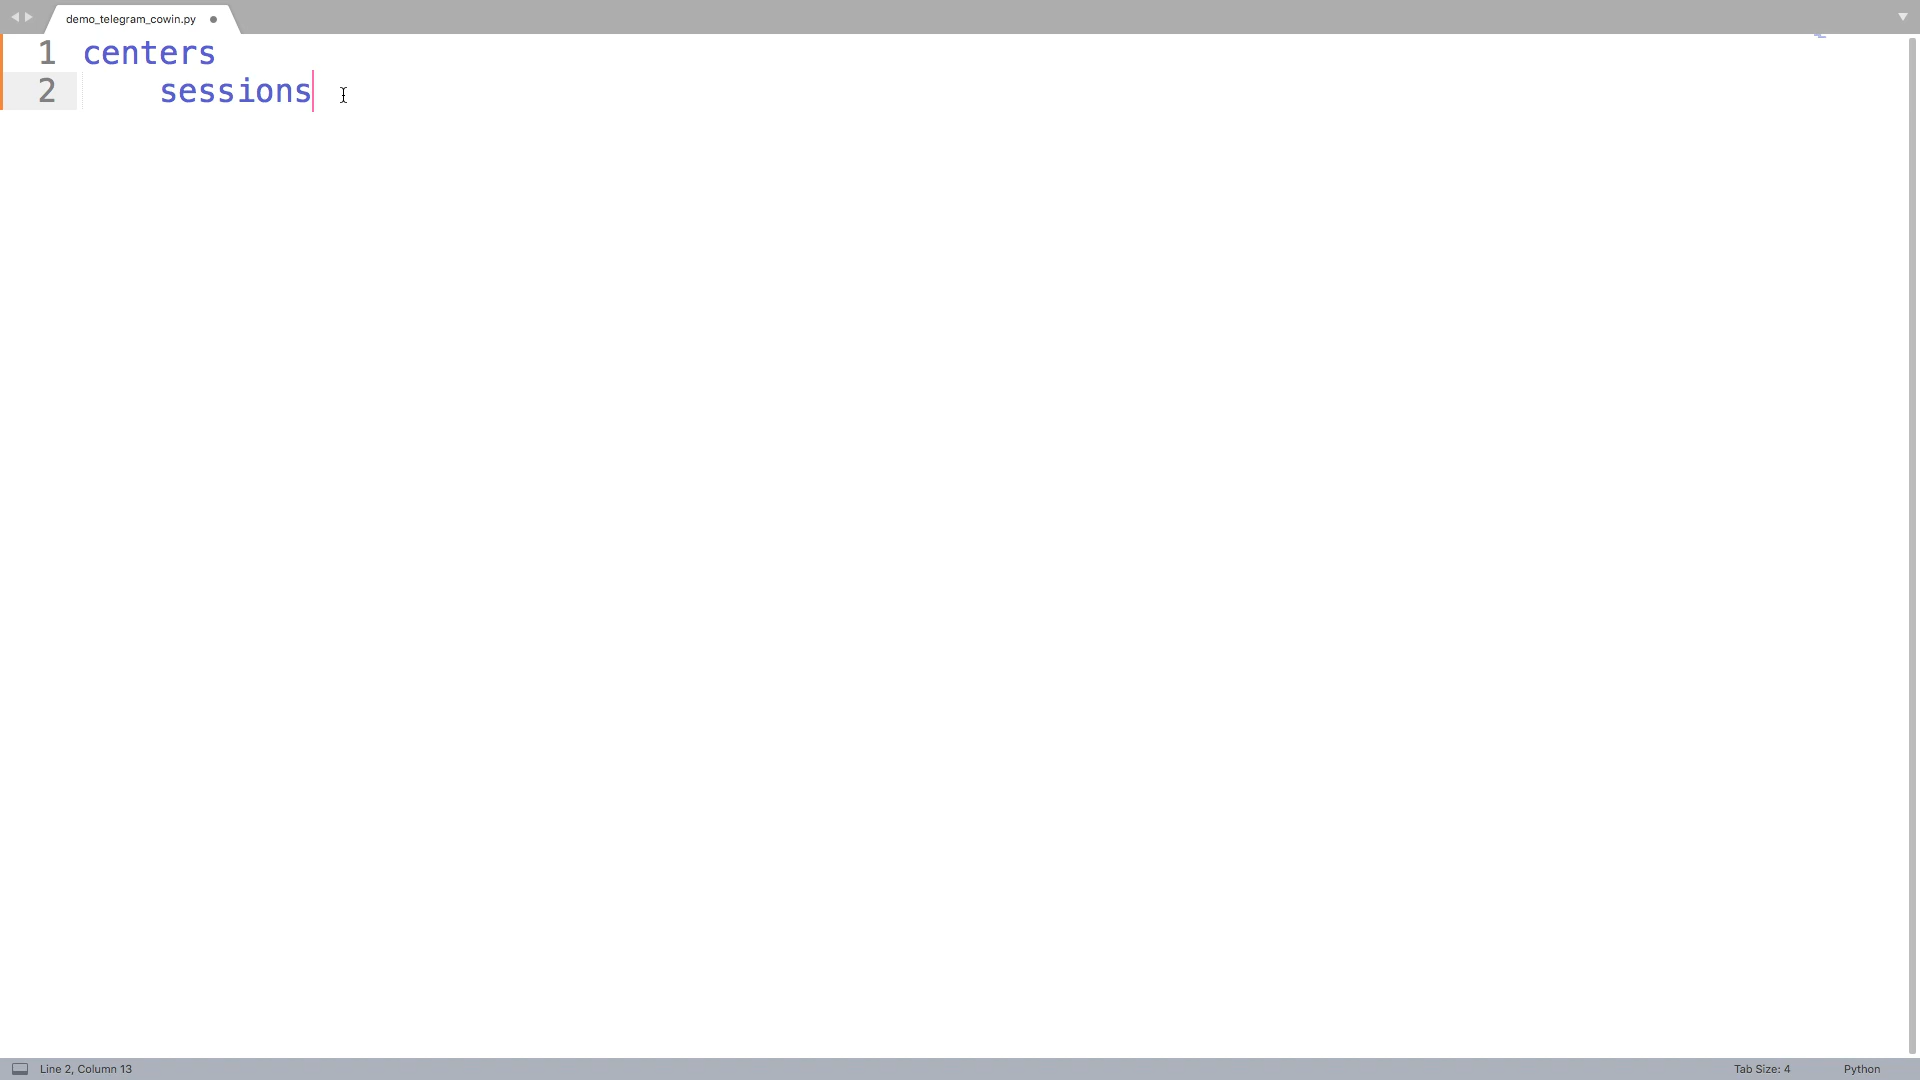 demo_telegram_cowin.py
1 centers
2     sessions
Line 2, Column 13
Tab Size: 4
Python